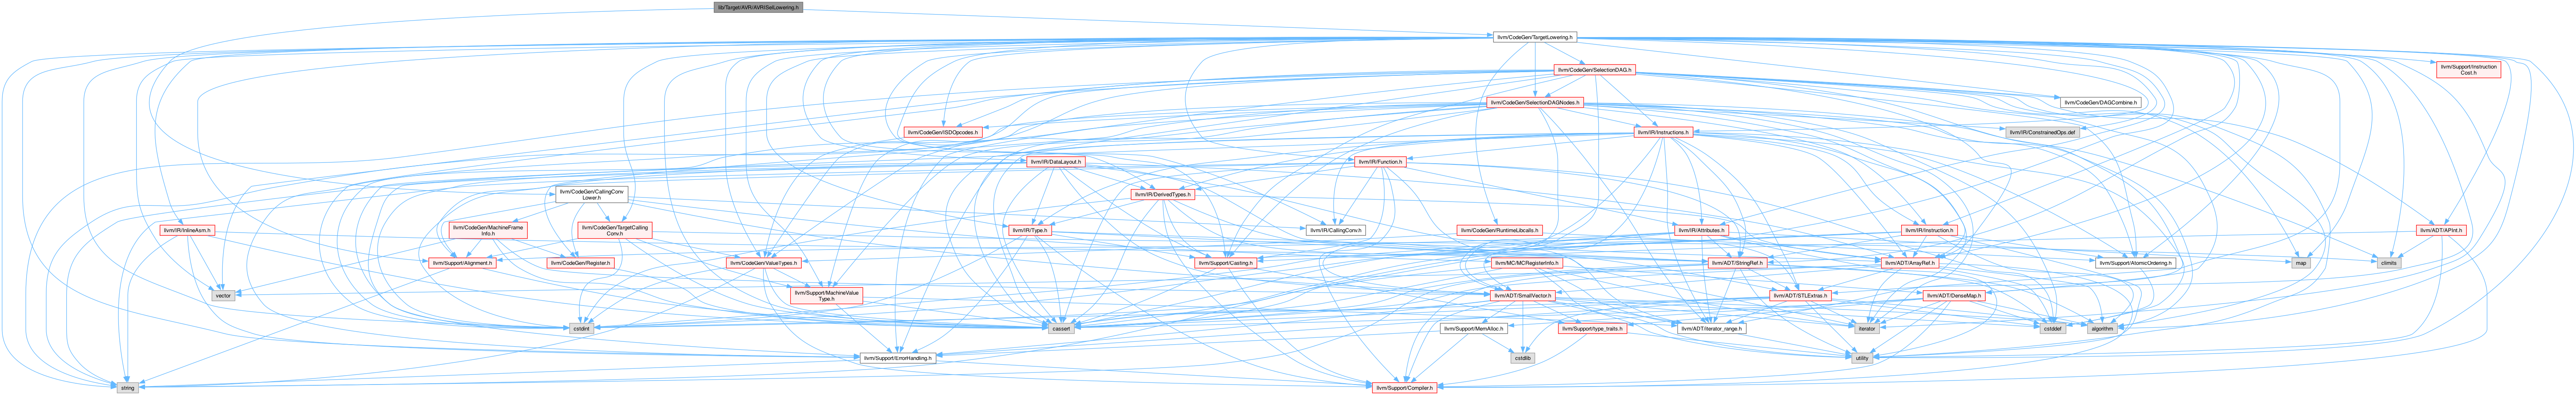 lib/Target/AVR/AVRISelLowering.h
llvm/CodeGen/TargetLowering.h
llvm/CodeGen/SelectionDAG.h
llvm/Support/Instruction
Cost.h
llvm/CodeGen/SelectionDAGNodes.h
llvm/CodeGen/DAGCombine.h
llvm/CodeGen/ISDOpcodes.h
llvm/IR/Instructions.h
llvm/IR/ConstrainedOps.def
llvm/IR/DataLayout.h
llvm/IR/Function.h
llvm/CodeGen/CallingConv
Lower.h
llvm/IR/DerivedTypes.h
llvm/IR/InlineAsm.h
llvm/CodeGen/MachineFrame
Info.h
llvm/CodeGen/TargetCalling
Conv.h
llvm/IR/Type.h
llvm/IR/CallingConv.h
llvm/CodeGen/RuntimeLibcalls.h
llvm/IR/Attributes.h
llvm/IR/Instruction.h
llvm/ADT/APInt.h
llvm/Support/Alignment.h
llvm/CodeGen/Register.h
llvm/CodeGen/ValueTypes.h
llvm/Support/Casting.h
llvm/MC/MCRegisterInfo.h
llvm/ADT/StringRef.h
llvm/ADT/ArrayRef.h
llvm/Support/AtomicOrdering.h
map
climits
vector
llvm/Support/MachineValue
Type.h
llvm/ADT/SmallVector.h
llvm/ADT/STLExtras.h
llvm/ADT/DenseMap.h
cstdint
cassert
llvm/Support/MemAlloc.h
llvm/Support/type_traits.h
llvm/ADT/iterator_range.h
iterator
cstddef
algorithm
llvm/Support/ErrorHandling.h
cstdlib
utility
string
llvm/Support/Compiler.h